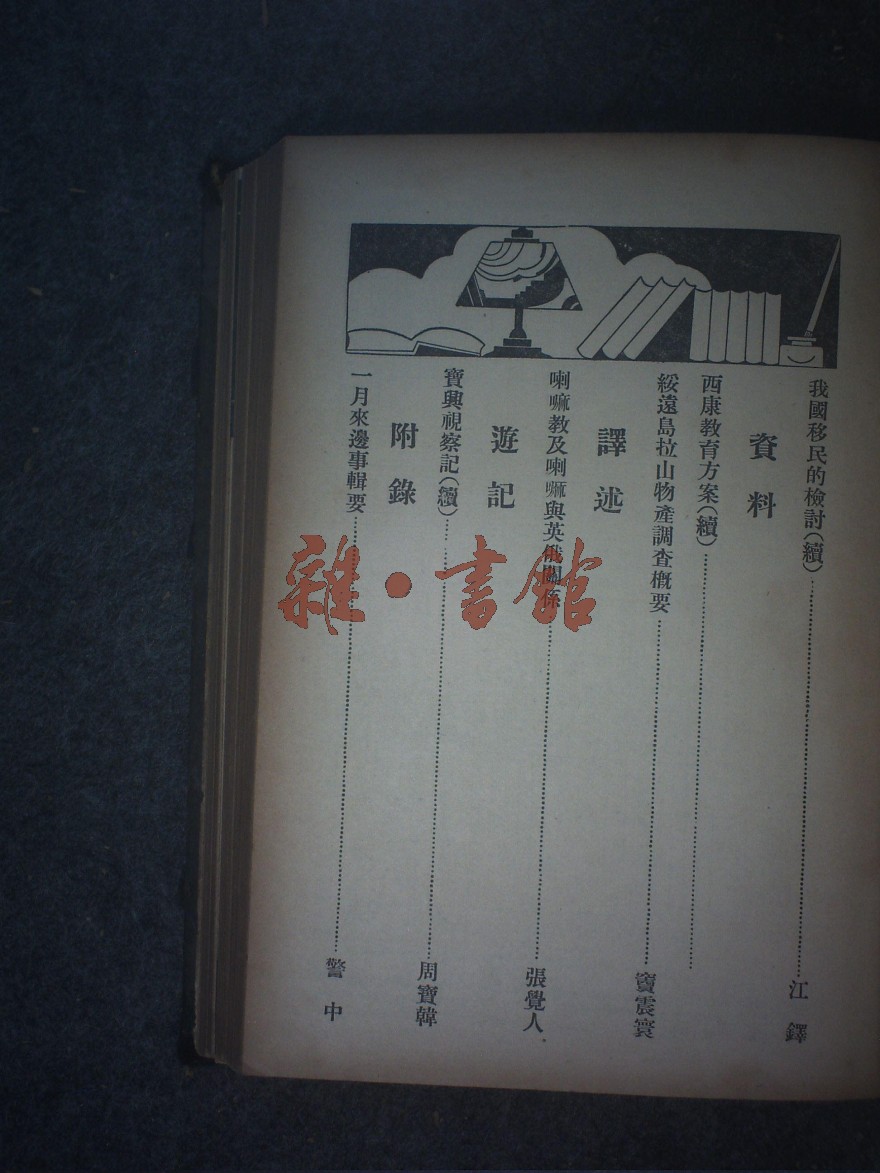 我國移民的檢討(續)……江鐸
資料
西康教育方案(續)……
綏遠烏拉山物產調查概要……竇震寰
譯述
喇嘛教及喇嘛與英俄關係……張覺人
遊記
寶興視察記(續)……周寶韓
附錄
一月來邊事輯要……警中
雜·書館